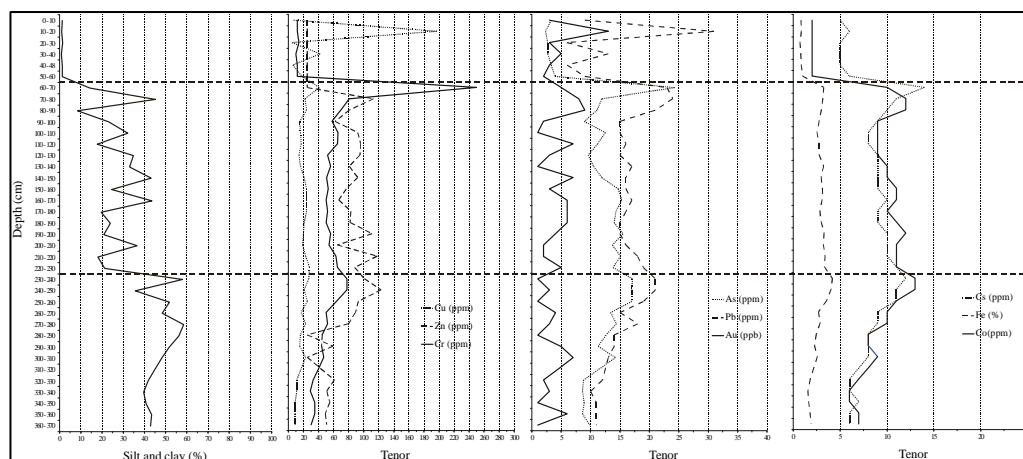 0-10
10-20
20-30
30-40
40-48
50-60
60-70
70-80
80-90
90-100
100-110
110-120
120-130
130-140
140-150
150-160
160-170
170-180
180-190
190-200
200-210
210-220
220-230
230-240
240-250
250-260
260-270
270-280
280-290
290-300
300-310
320-330
330-340
340-350
350-360
360-370
Depth (cm)
0 10 20 30 40 50 60 70 80 90 100
Silt and clay (%)
Cu (ppm)
Zn (ppm)
Cr (ppm)
0 20 40 60 80 100 120 140 160 180 200 220 240 260 280 300
Tenor
As (ppm)
Pb (ppm)
Au (ppb)
0 5 10 15 20 25 30 35 40
Tenor
Cs (ppm)
Fe (%)
Co(ppm)
0 5 10 15 20
Tenor